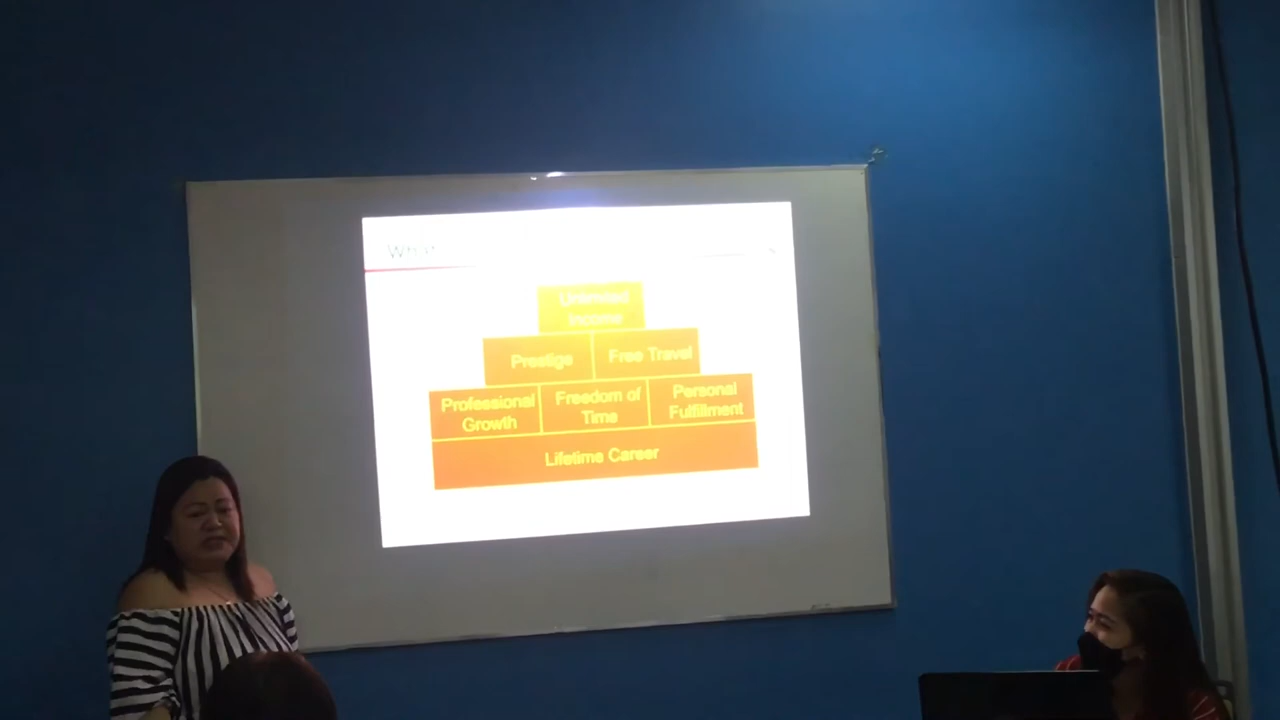 Unlimited
Income
Prestige
Free Travel
Professional
Growth
Freedom of
Time
Personal
Fulfillment
Lifetime Career